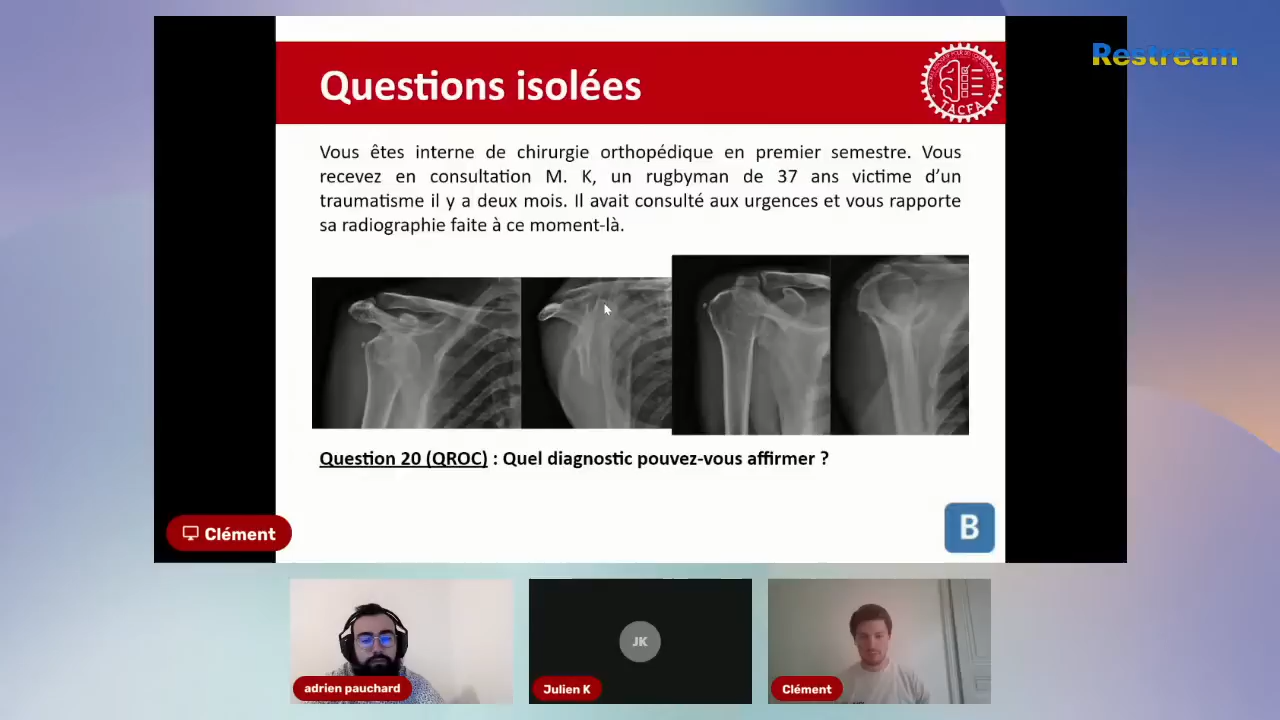 Restream
Questions isolées
TACFA
Vous êtes interne de chirurgie orthopédique en premier semestre. Vous
recevez en consultation M. K, un rugbyman de 37 ans victime d’un
traumatisme il y a deux mois. Il avait consulté aux urgences et vous rapporte
sa radiographie faite à ce moment-là.
Question 20 (QROC) : Quel diagnostic pouvez-vous affirmer ?
B
Clément
JK
adrien pauchard
Julien K
Clément